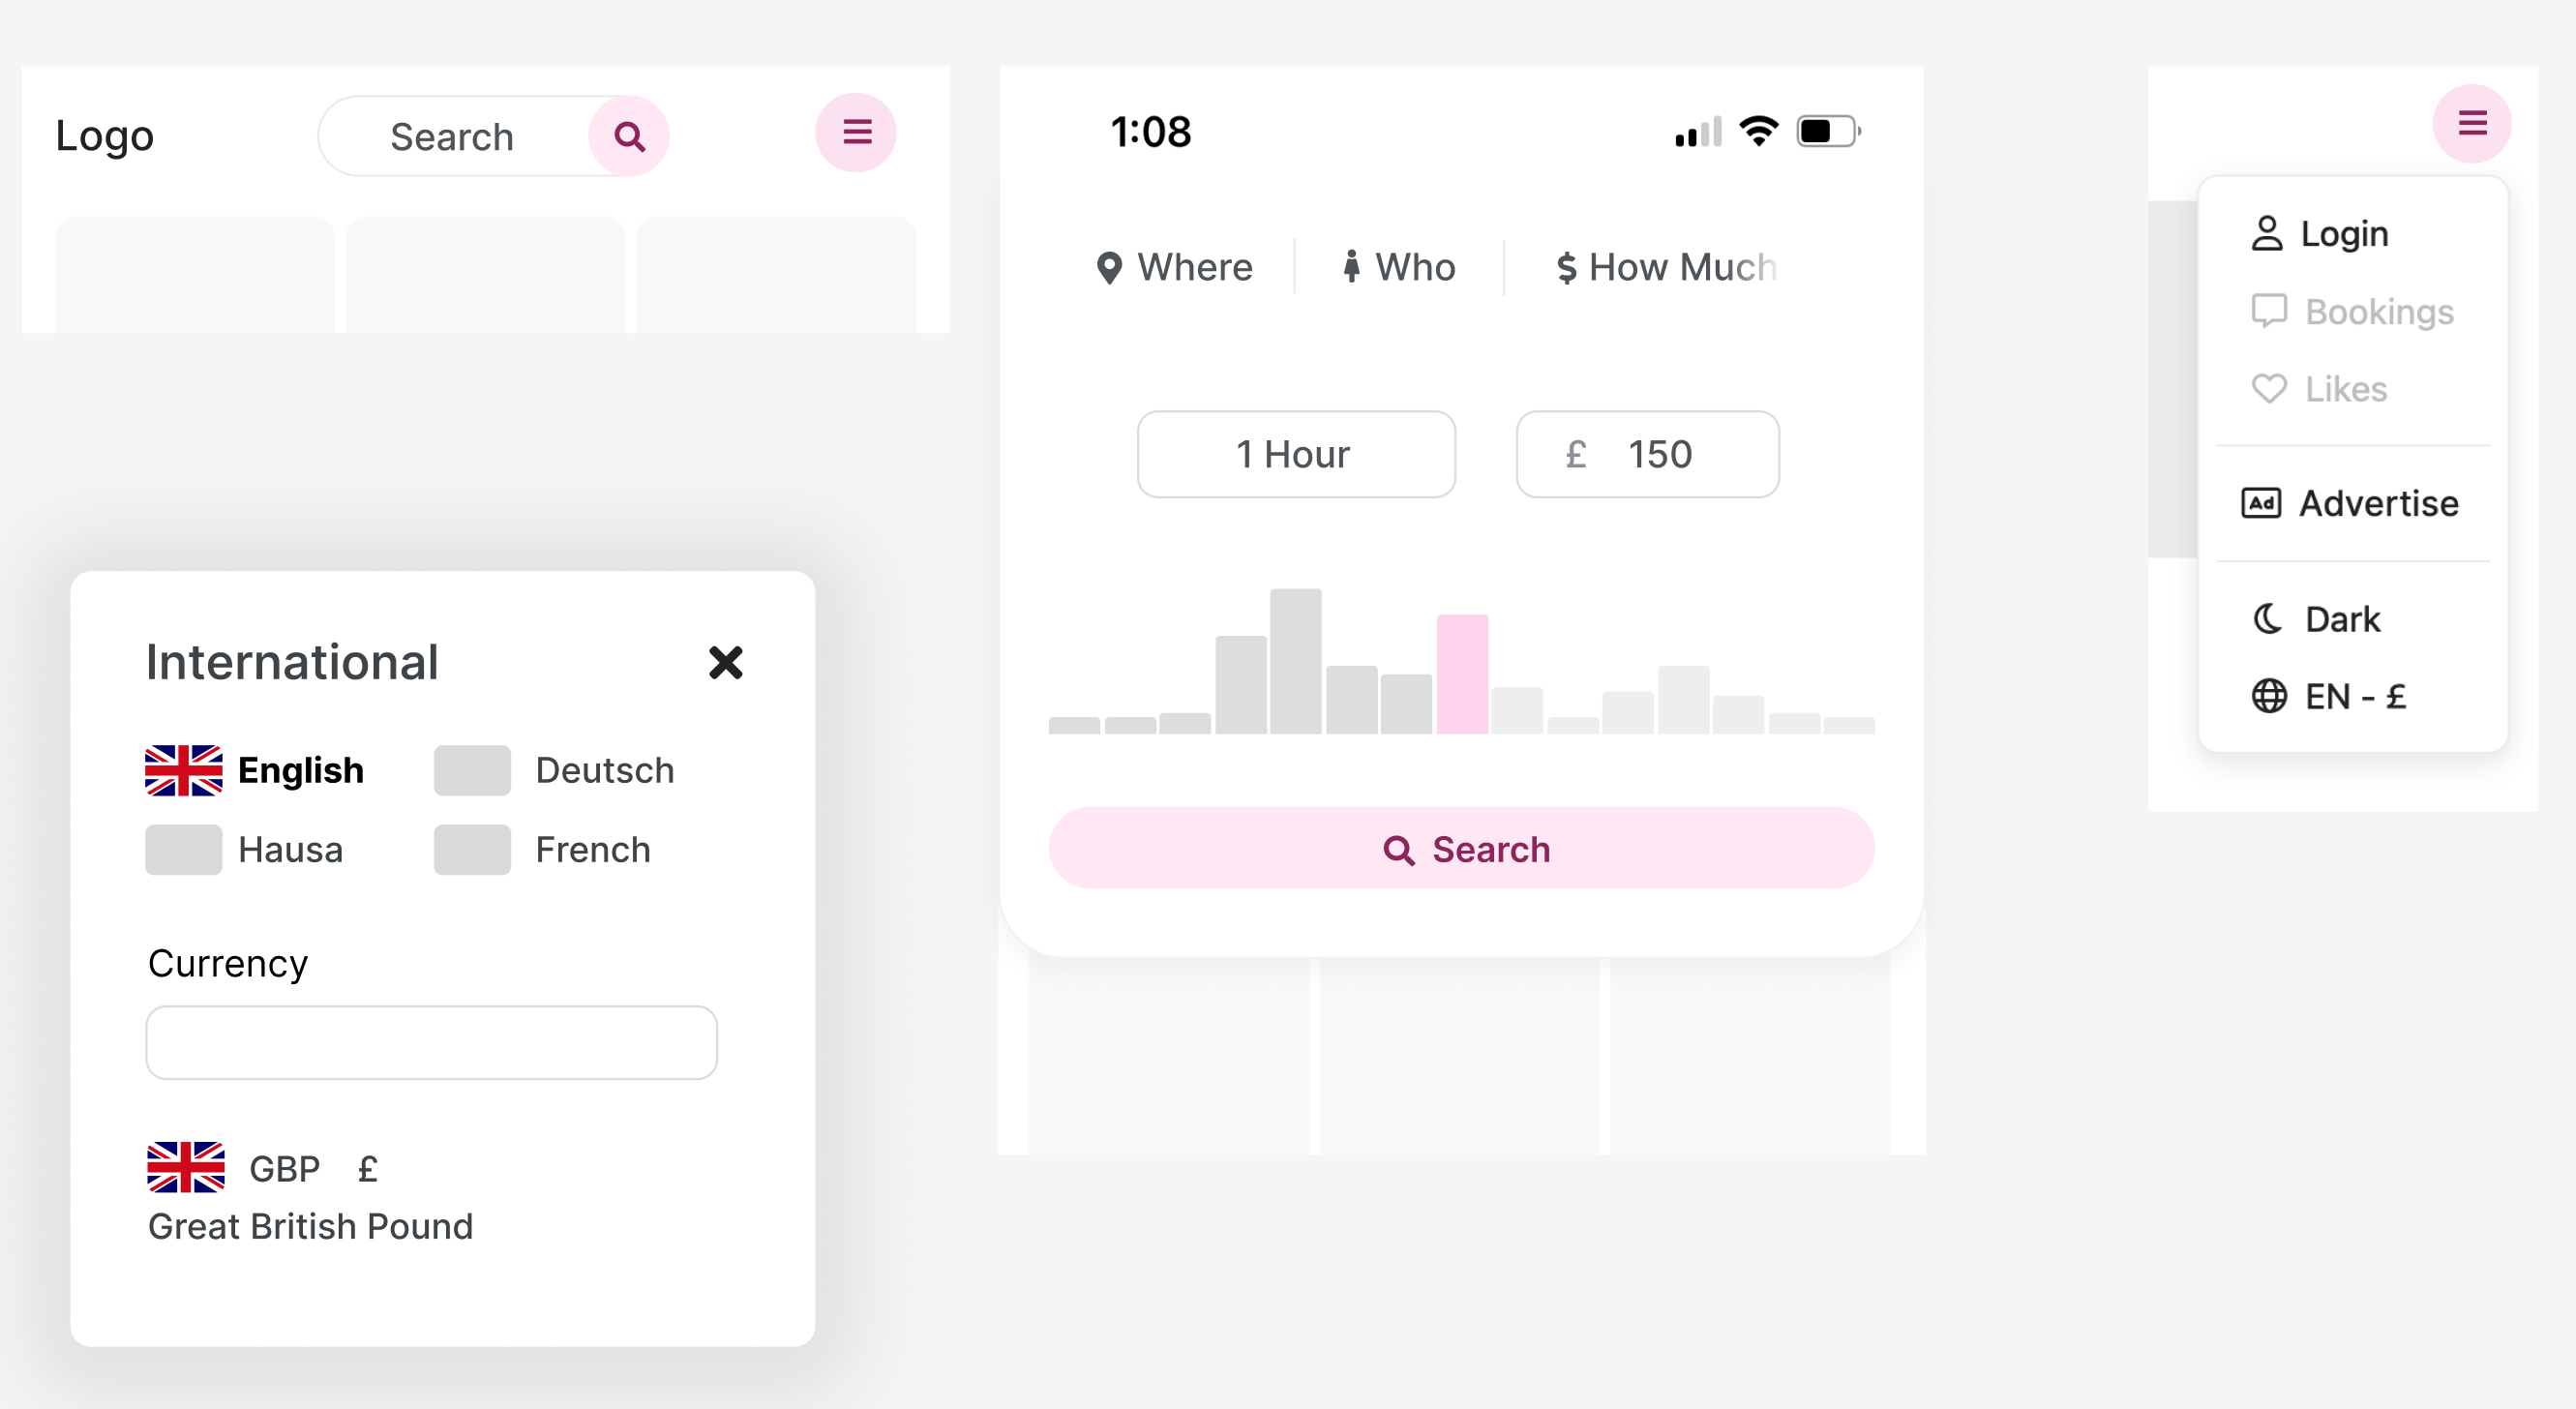 Logo
Search
International
English
Deutsch
Hausa
French
Currency
GBP £
Great British Pound
1:08
Where
Who
$ How Much
1 Hour
£ 150
Search
Login
Bookings
Likes
Ad Advertise
Dark
EN - £